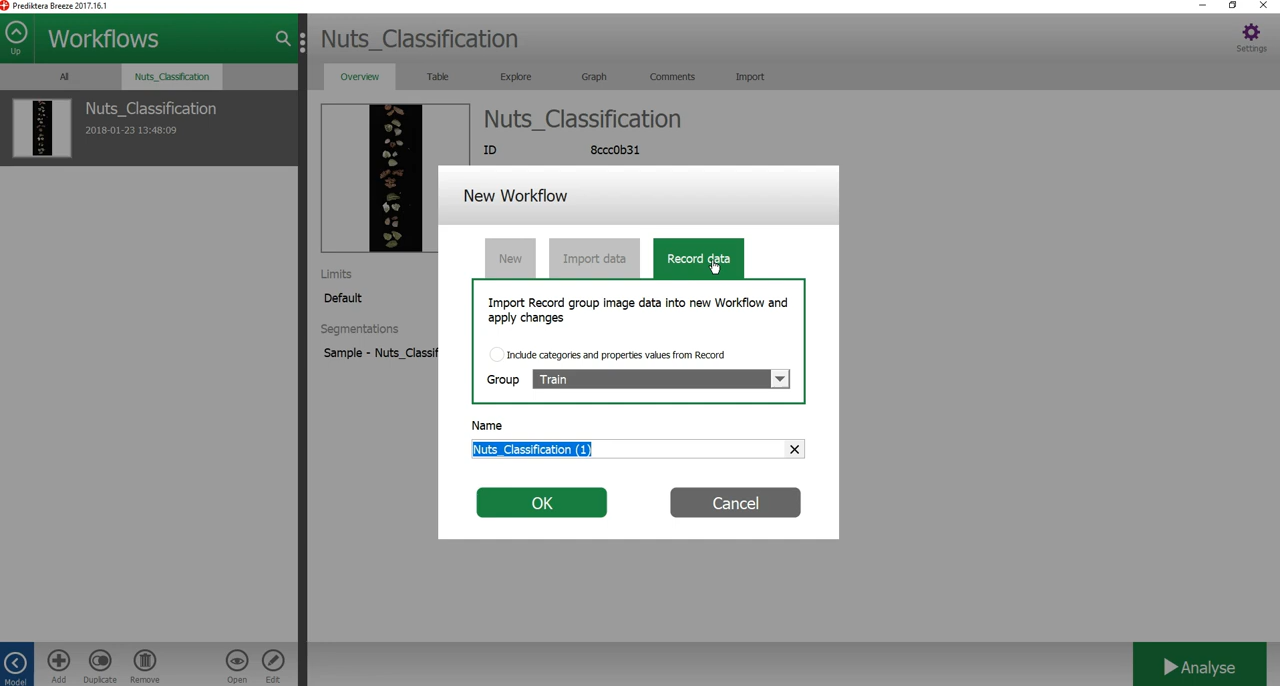 Prediktera Breeze 2017.16.1
Up
Workflows
Nuts_Classification
Settings
All
Nuts_Classification
Overview
Table
Explore
Graph
Comments
Import
Nuts_Classification
2018-01-23 13:48:09
Nuts_Classification
ID
8ccc0b31
New Workflow
New
Import data
Record data
Import Record group image data into new Workflow and
apply changes
Include categories and properties values from Record
Group
Train
Name
Nuts_Classification (1)
OK
Cancel
Limits
Default
Segmentations
Sample - Nuts_Classif
Model
Add
Duplicate
Remove
Open
Edit
Analyse